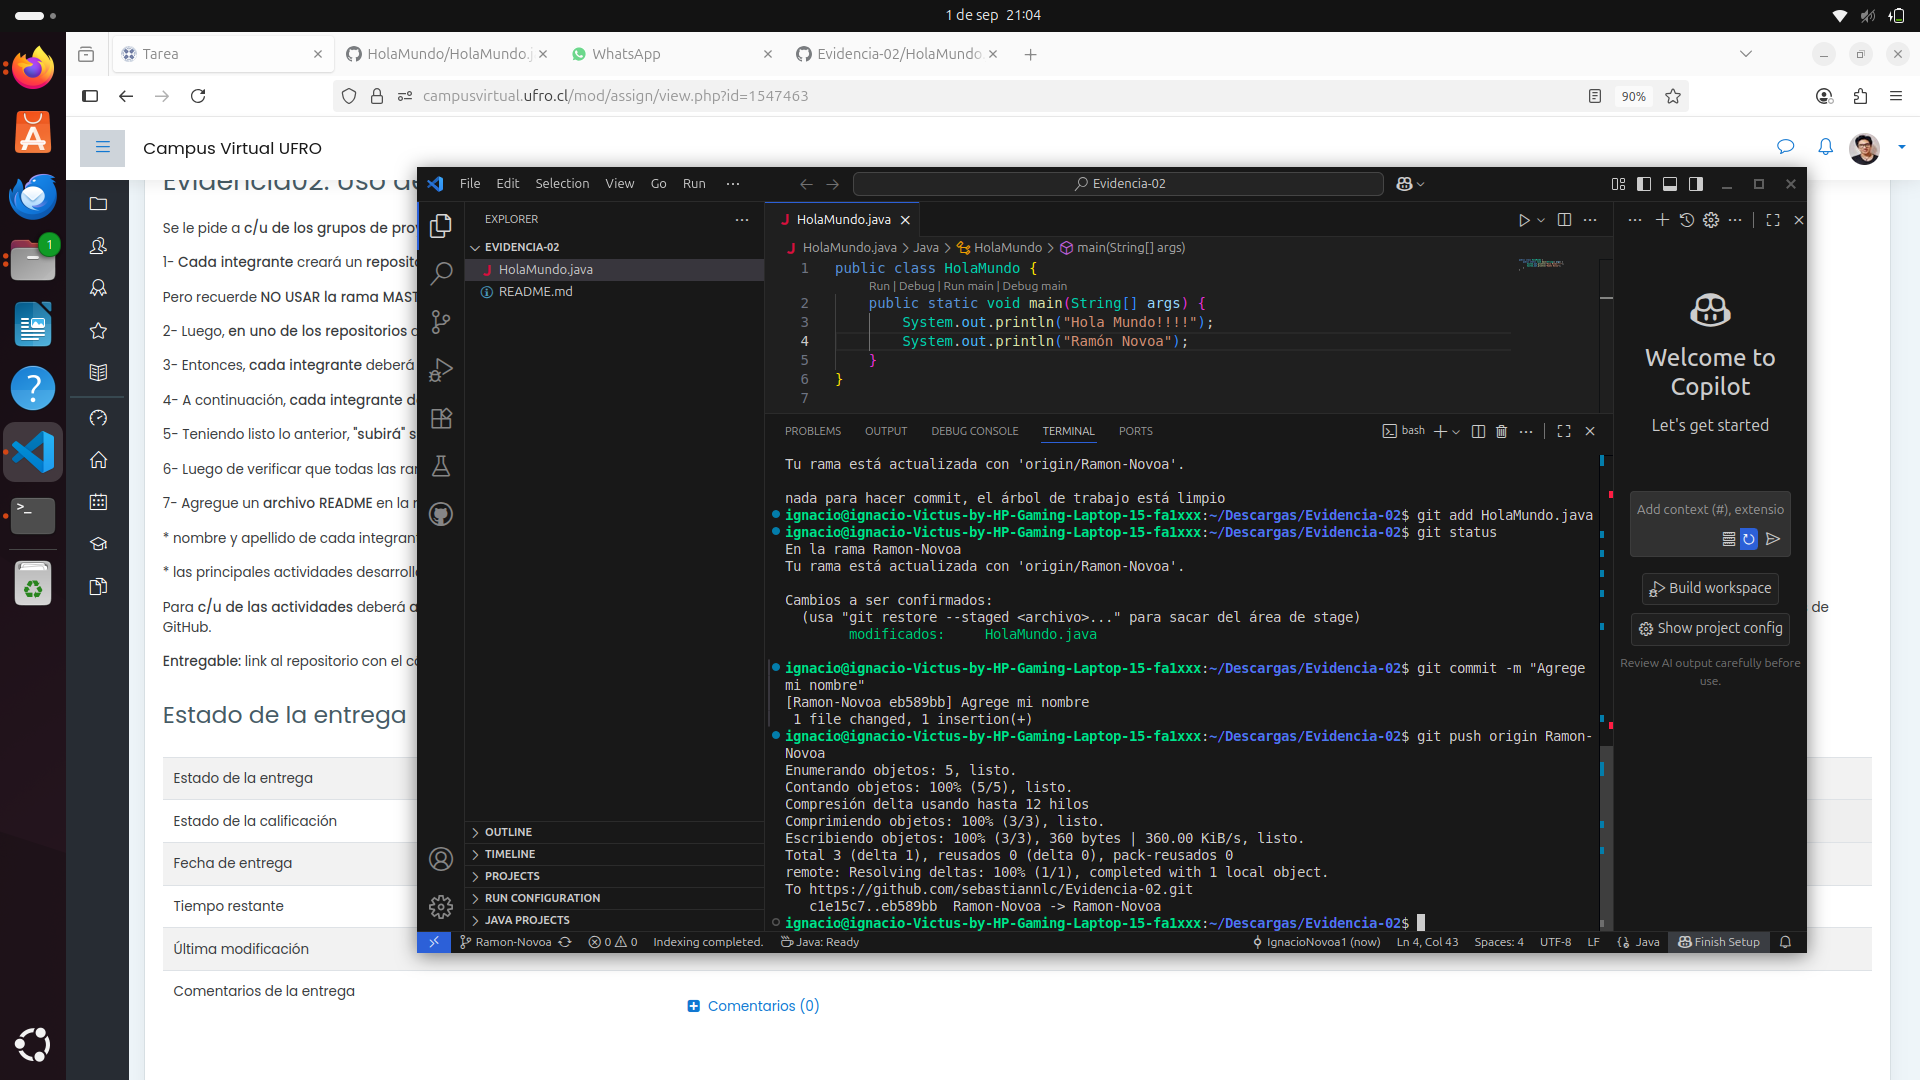 1 de sep 21:04
Tarea
HolaMundo/HolaMundo.j
WhatsApp
Evidencia-02/HolaMundo
campusvirtual.ufro.cl/mod/assign/view.php?id=1547463
90%
Campus Virtual UFRO
1
Evidencia02: Uso de
Se le pide a c/u de los grupos de pro
1- Cada integrante creará un reposito
Pero recuerde NO USAR la rama MAST
2- Luego, en uno de los repositorios
3- Entonces, cada integrante deberá
4- A continuación, cada integrante de
5- Teniendo listo lo anterior, "subirá" s
6- Luego de verificar que todas las ra
7- Agregue un archivo README en la r
* nombre y apellido de cada integrant
* las principales actividades desarroll
Para c/u de las actividades deberá a
de
GitHub.
Entregable: link al repositorio con el co
Estado de la entrega
Estado de la entrega
Estado de la calificación
Fecha de entrega
Tiempo restante
Última modificación
Comentarios de la entrega
Comentarios (0)
File Edit Selection View Go Run ···
Evidencia-02
EXPLORER
EVIDENCIA-02
HolaMundo.java
README.md
OUTLINE
TIMELINE
PROJECTS
RUN CONFIGURATION
JAVA PROJECTS
HolaMundo.java
HolaMundo.java > Java > HolaMundo > main(String[] args)
1 public class HolaMundo {
Run | Debug | Run main | Debug main
2 public static void main(String[] args) {
3 System.out.println("Hola Mundo!!!!");
4 System.out.println("Ramón Novoa");
5 }
6 }
7
PROBLEMS OUTPUT DEBUG CONSOLE TERMINAL PORTS
bash
Tu rama está actualizada con 'origin/Ramon-Novoa'.
nada para hacer commit, el árbol de trabajo está limpio
ignacio@ignacio-Victus-by-HP-Gaming-Laptop-15-fa1xxx:~/Descargas/Evidencia-02$ git add HolaMundo.java
ignacio@ignacio-Victus-by-HP-Gaming-Laptop-15-fa1xxx:~/Descargas/Evidencia-02$ git status
En la rama Ramon-Novoa
Tu rama está actualizada con 'origin/Ramon-Novoa'.
Cambios a ser confirmados:
(usa "git restore --staged <archivo>..." para sacar del área de stage)
modificados: HolaMundo.java
ignacio@ignacio-Victus-by-HP-Gaming-Laptop-15-fa1xxx:~/Descargas/Evidencia-02$ git commit -m "Agrege
mi nombre"
[Ramon-Novoa eb589bb] Agrege mi nombre
1 file changed, 1 insertion(+)
ignacio@ignacio-Victus-by-HP-Gaming-Laptop-15-fa1xxx:~/Descargas/Evidencia-02$ git push origin Ramon-
Novoa
Enumerando objetos: 5, listo.
Contando objetos: 100% (5/5), listo.
Compresión delta usando hasta 12 hilos
Comprimiendo objetos: 100% (3/3), listo.
Escribiendo objetos: 100% (3/3), 360 bytes | 360.00 KiB/s, listo.
Total 3 (delta 1), reusados 0 (delta 0), pack-reusados 0
remote: Resolving deltas: 100% (1/1), completed with 1 local object.
To https://github.com/sebastiannlc/Evidencia-02.git
c1e15c7..eb589bb Ramon-Novoa -> Ramon-Novoa
ignacio@ignacio-Victus-by-HP-Gaming-Laptop-15-fa1xxx:~/Descargas/Evidencia-02$
Welcome to
Copilot
Let's get started
Add context (#), extensio
Build workspace
Show project config
Review AI output carefully before
use.
Ramon-Novoa
0 0
Indexing completed.
Java: Ready
IgnacioNovoa1 (now)
Ln 4, Col 43
Spaces: 4
UTF-8
LF
Java
Finish Setup